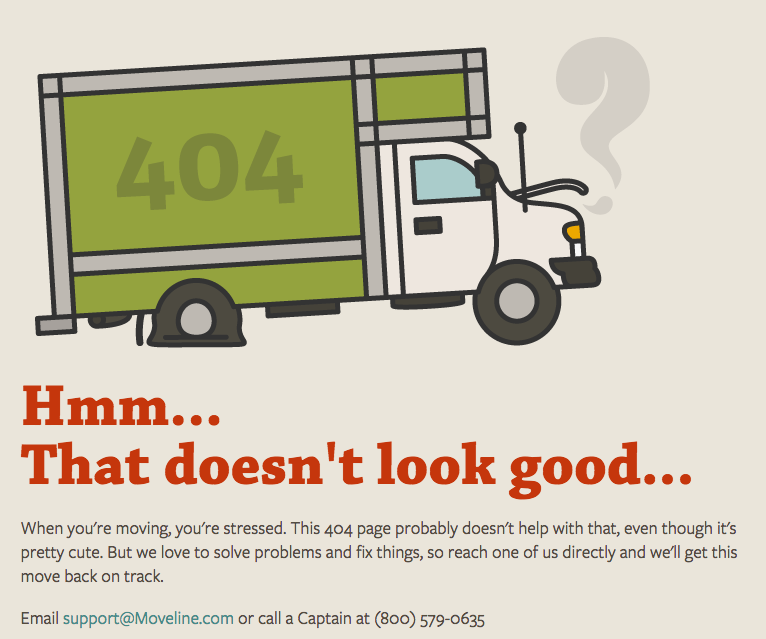 404
?
Hmm...
That doesn't look good...
When you're moving, you're stressed. This 404 page probably doesn't help with that, even though it's
pretty cute. But we love to solve problems and fix things, so reach one of us directly and we'll get this
move back on track.
Email support@Moveline.com or call a Captain at (800) 579-0635